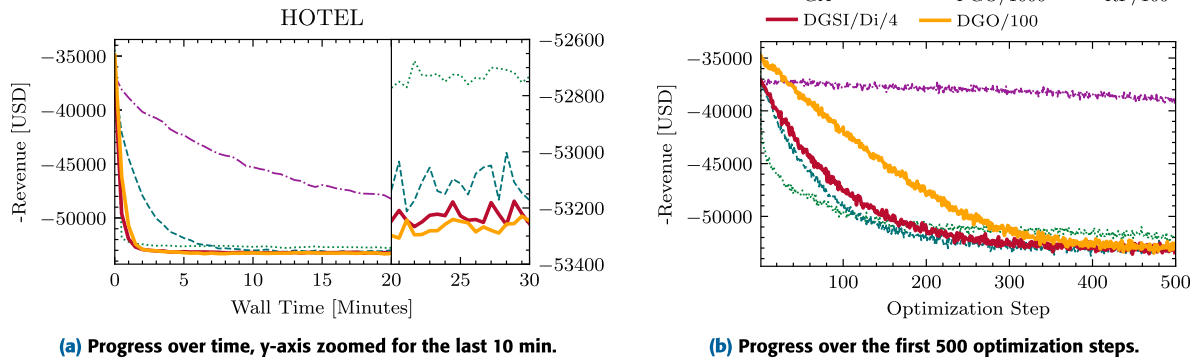 HOTEL
DGSI/Di/4 DGO/100
−35000
−40000
−45000
−50000
-Revenue [USD]
−52600
−52800
−53000
−53200
−53400
0 5 10 15 20 25 30
Wall Time [Minutes]
(a) Progress over time, y-axis zoomed for the last 10 min.
−35000
−40000
−45000
−50000
-Revenue [USD]
100 200 300 400 500
Optimization Step
(b) Progress over the first 500 optimization steps.